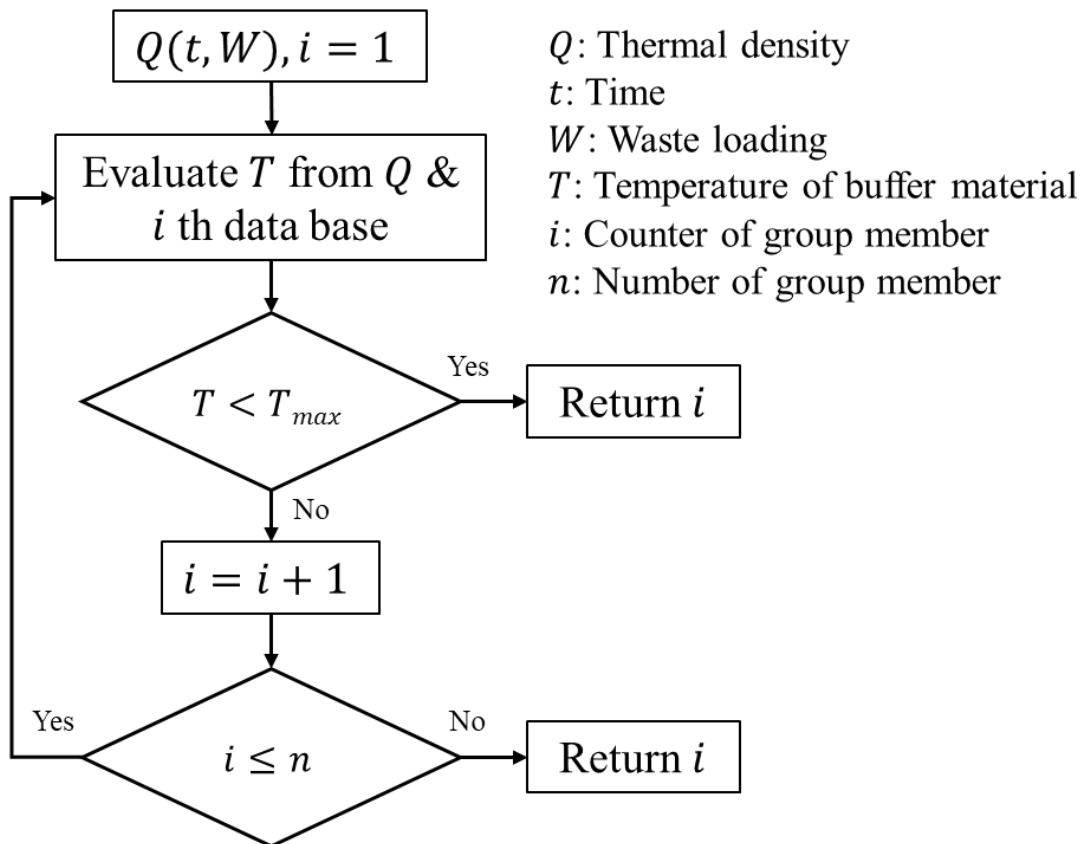 Q(t, W), i = 1
Evaluate T from Q &
i th data base
T < T_max
Yes
Return i
No
i = i + 1
i ≤ n
Yes
No
Return i
Q: Thermal density
t: Time
W: Waste loading
T: Temperature of buffer material
i: Counter of group member
n: Number of group member